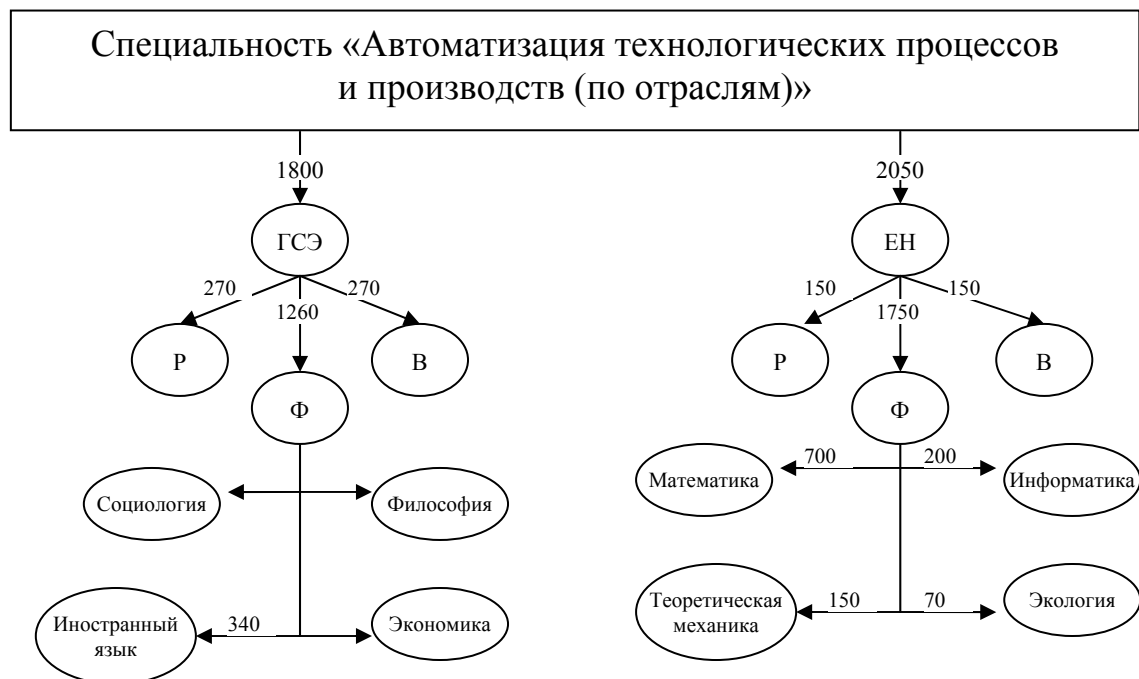 Специальность «Автоматизация технологических процессов
и производств (по отраслям)»
1800
2050
ГСЭ
ЕН
270
270
150
150
1260
1750
Р
В
Р
В
Ф
Ф
700
200
Математика
Информатика
Социология
Философия
Теоретическая
механика
150
70
Экология
Иностранный
язык
340
Экономика